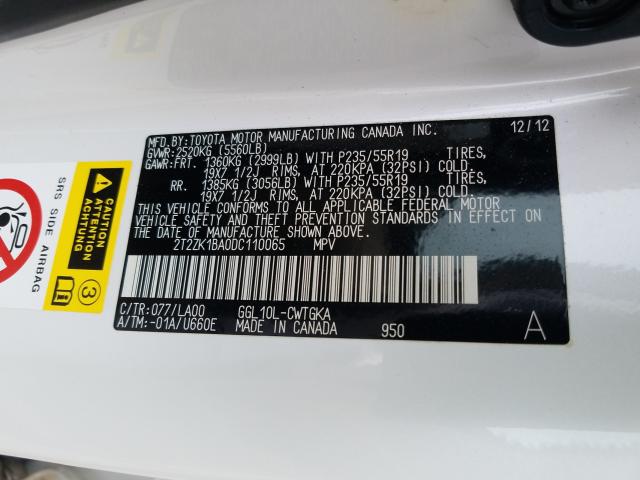 MFD.BY:TOYOTA MOTOR MANUFACTURING CANADA INC. 12/12
GVWR:2520KG (5560LB)
GAWR:FRT. 1360KG (2999LB) WITH P235/55R19 TIRES,
19X7 1/2J RIMS, AT 220KPA (32PSI) COLD.
RR. 1385KG (3056LB) WITH P235/55R19 TIRES,
19X7 1/2J RIMS, AT 220KPA (32PSI) COLD.
THIS VEHICLE CONFORMS TO ALL APPLICABLE FEDERAL MOTOR
VEHICLE SAFETY AND THEFT PREVENTION STANDARDS IN EFFECT ON
THE DATE OF MANUFACTURE SHOWN ABOVE.
2T2ZK1BA0DC110065 MPV
C/TR:077/LA00 GGL10L-CWTGKA
A/TM:-01A/U660E MADE IN CANADA 950 A
CAUTION
ATTENTION
ACHTUNG
3
SRS SIDE AIRBAG